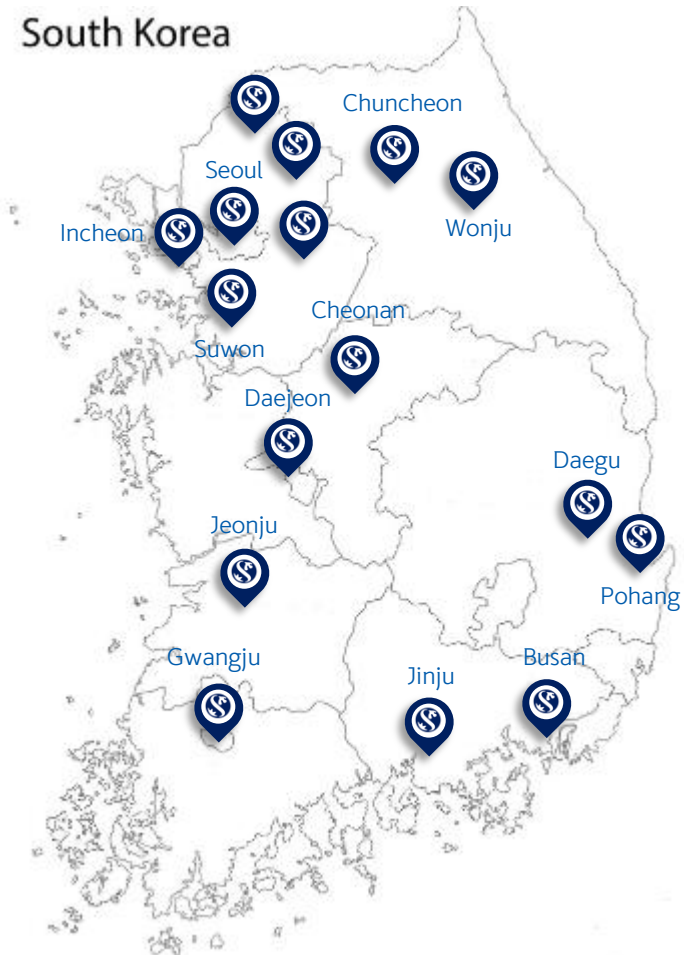 South Korea
Chuncheon
Seoul
Wonju
Incheon
Cheonan
Suwon
Daejeon
Daegu
Jeonju
Pohang
Gwangju
Busan
Jinju